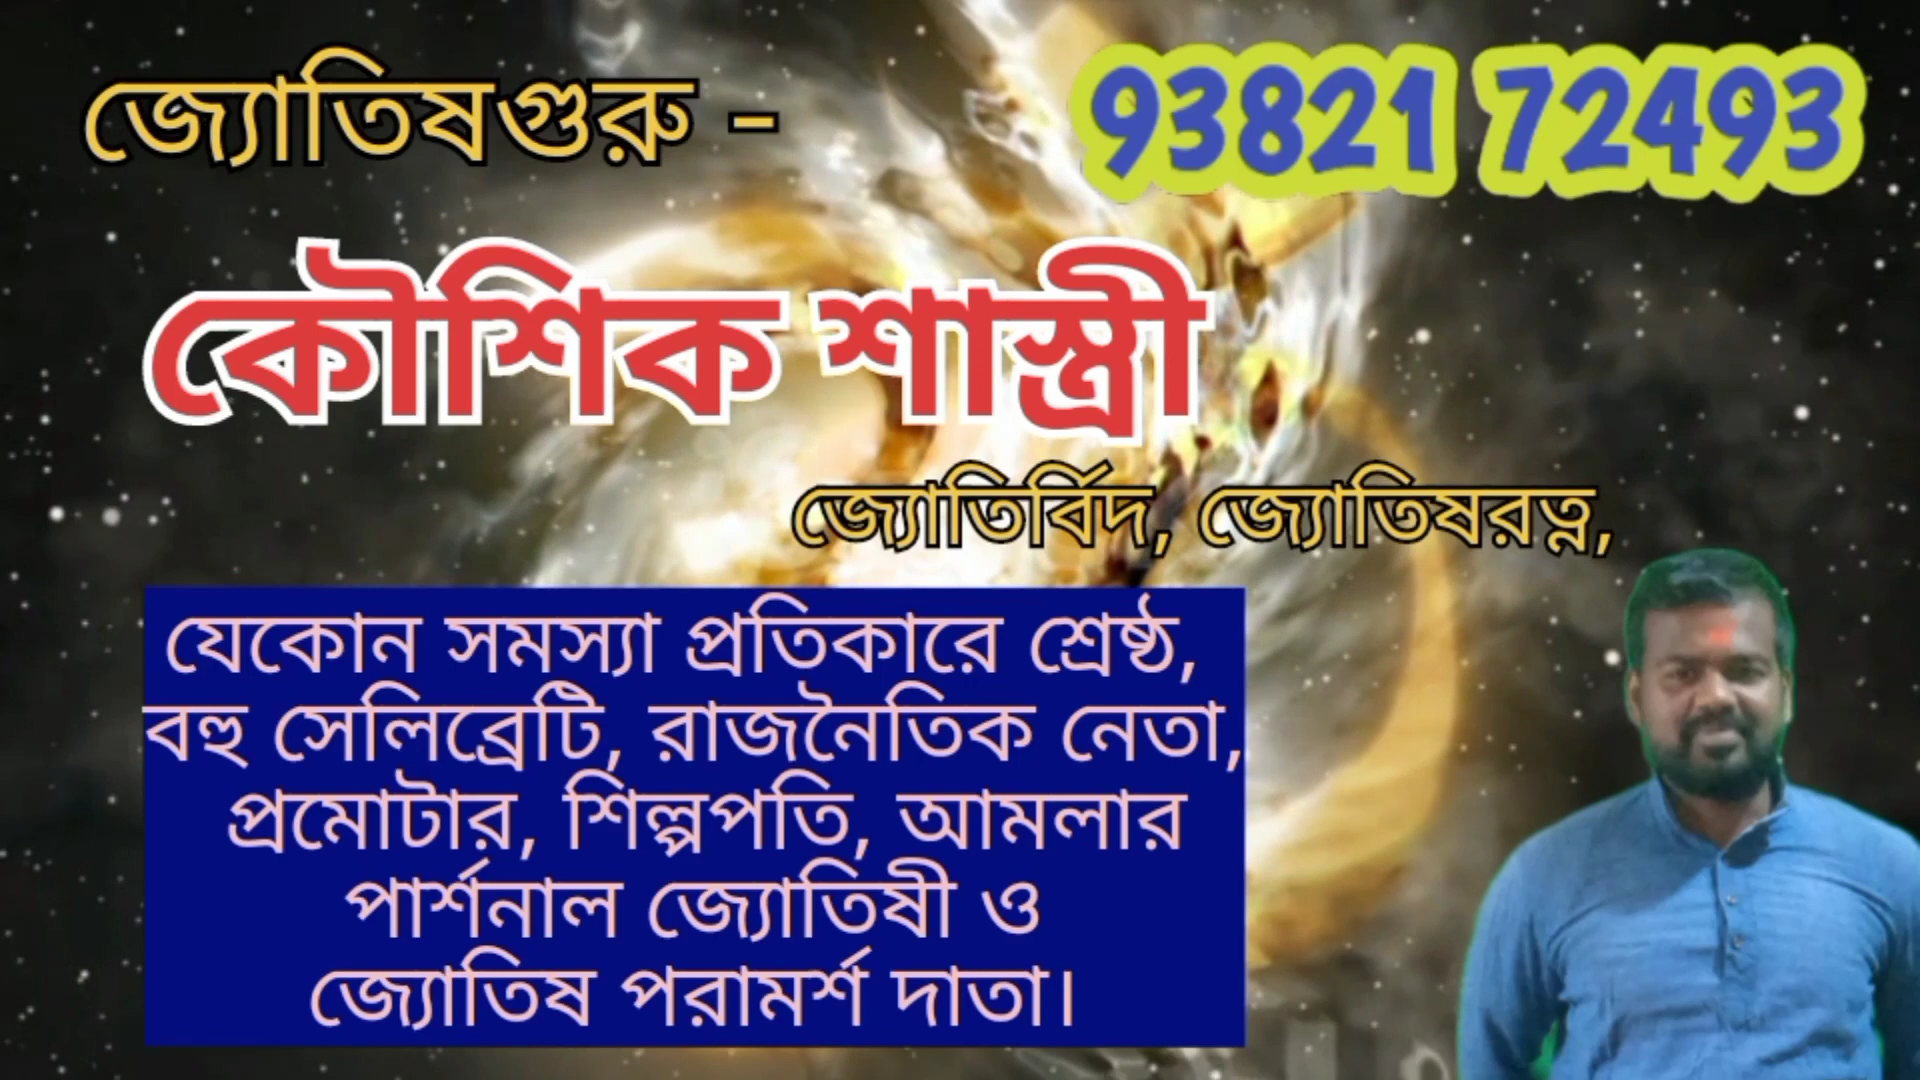 জ্যোতিষগুরু -
93821 72493
কৌশিক শাস্ত্রী
জ্যোতির্বিদ, জ্যোতিষরত্ন,
যেকোন সমস্যা প্রতিকারে শ্রেষ্ঠ,
বহু সেলিব্রেটি, রাজনৈতিক নেতা,
প্রমোটার, শিল্পপতি, আমলার
পার্শনাল জ্যোতিষী ও
জ্যোতিষ পরামর্শ দাতা।